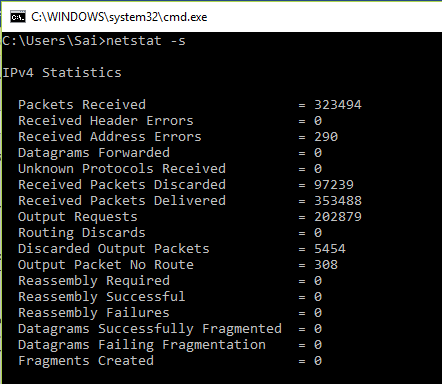 C:\WINDOWS\system32\cmd.exe
C:\Users\Sai>netstat -s
IPv4 Statistics
Packets Received = 323494
Received Header Errors = 0
Received Address Errors = 290
Datagrams Forwarded = 0
Unknown Protocols Received = 0
Received Packets Discarded = 97239
Received Packets Delivered = 353488
Output Requests = 202879
Routing Discards = 0
Discarded Output Packets = 5454
Output Packet No Route = 308
Reassembly Required = 0
Reassembly Successful = 0
Reassembly Failures = 0
Datagrams Successfully Fragmented = 0
Datagrams Failing Fragmentation = 0
Fragments Created = 0